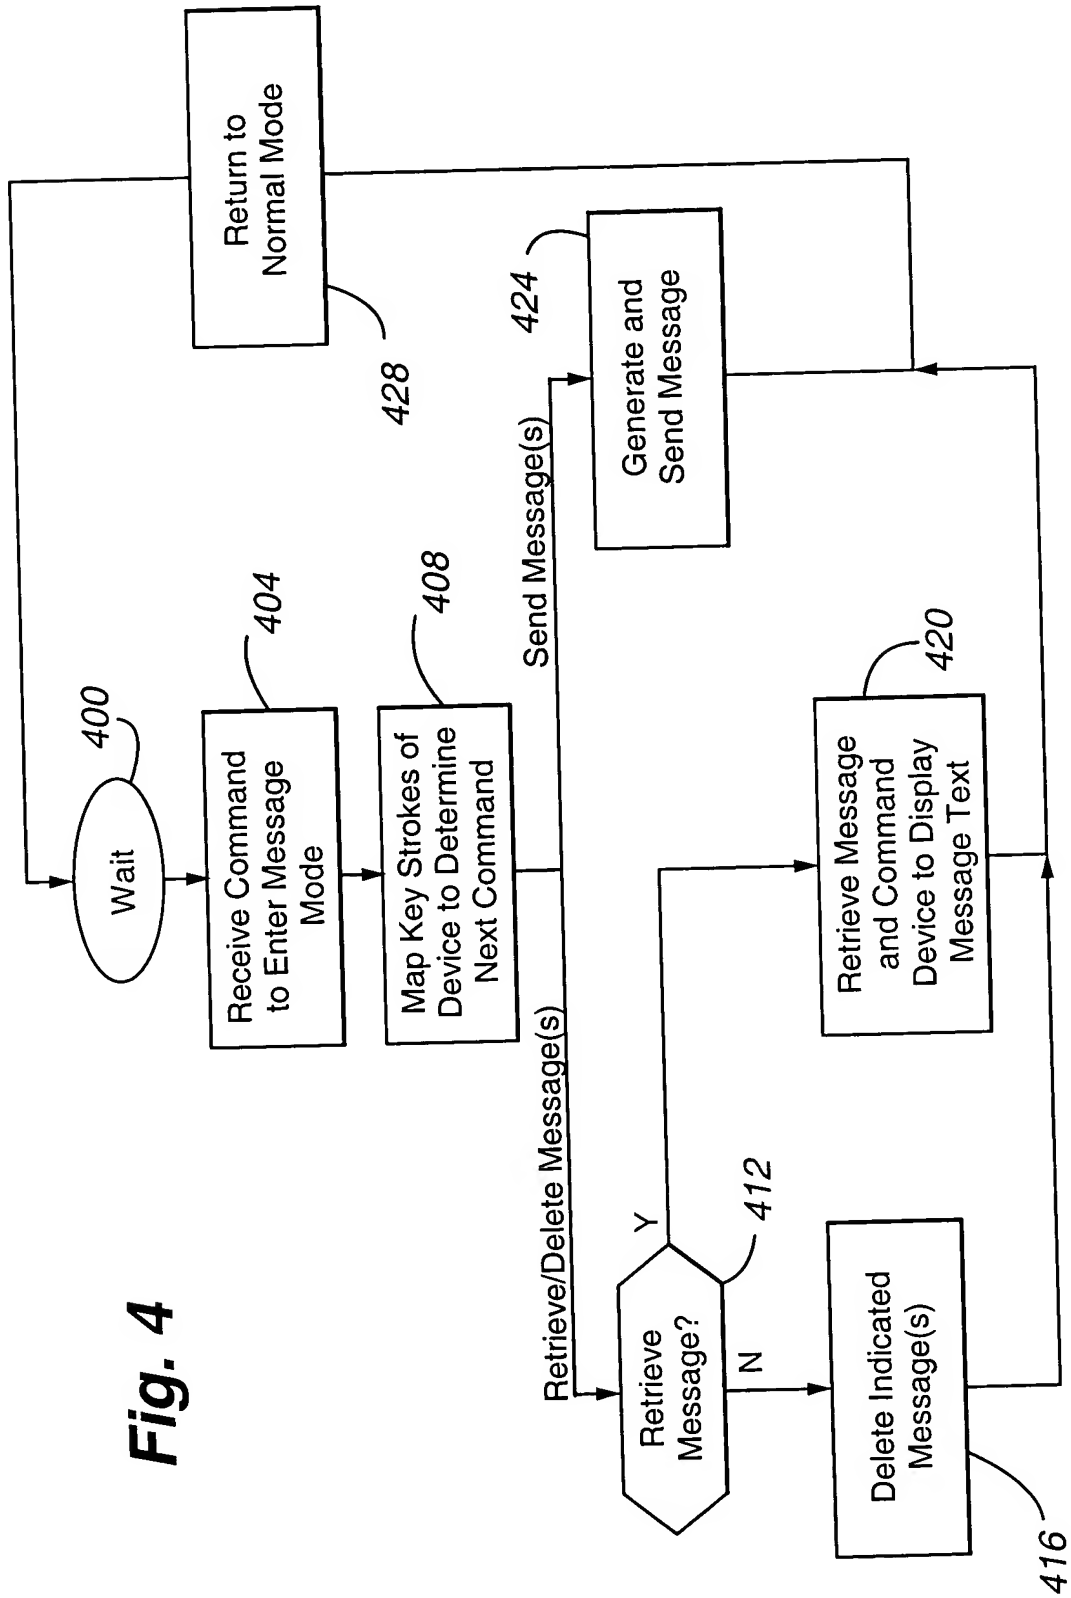 Fig. 4
Wait
400
Receive Command
to Enter Message
Mode
404
Map Key Strokes of
Device to Determine
Next Command
408
Retrieve/Delete Message(s)
Send Message(s)
Retrieve
Message?
412
Y
N
Delete Indicated
Message(s)
416
Retrieve Message
and Command
Device to Display
Message Text
420
Generate and
Send Message
424
Return to
Normal Mode
428